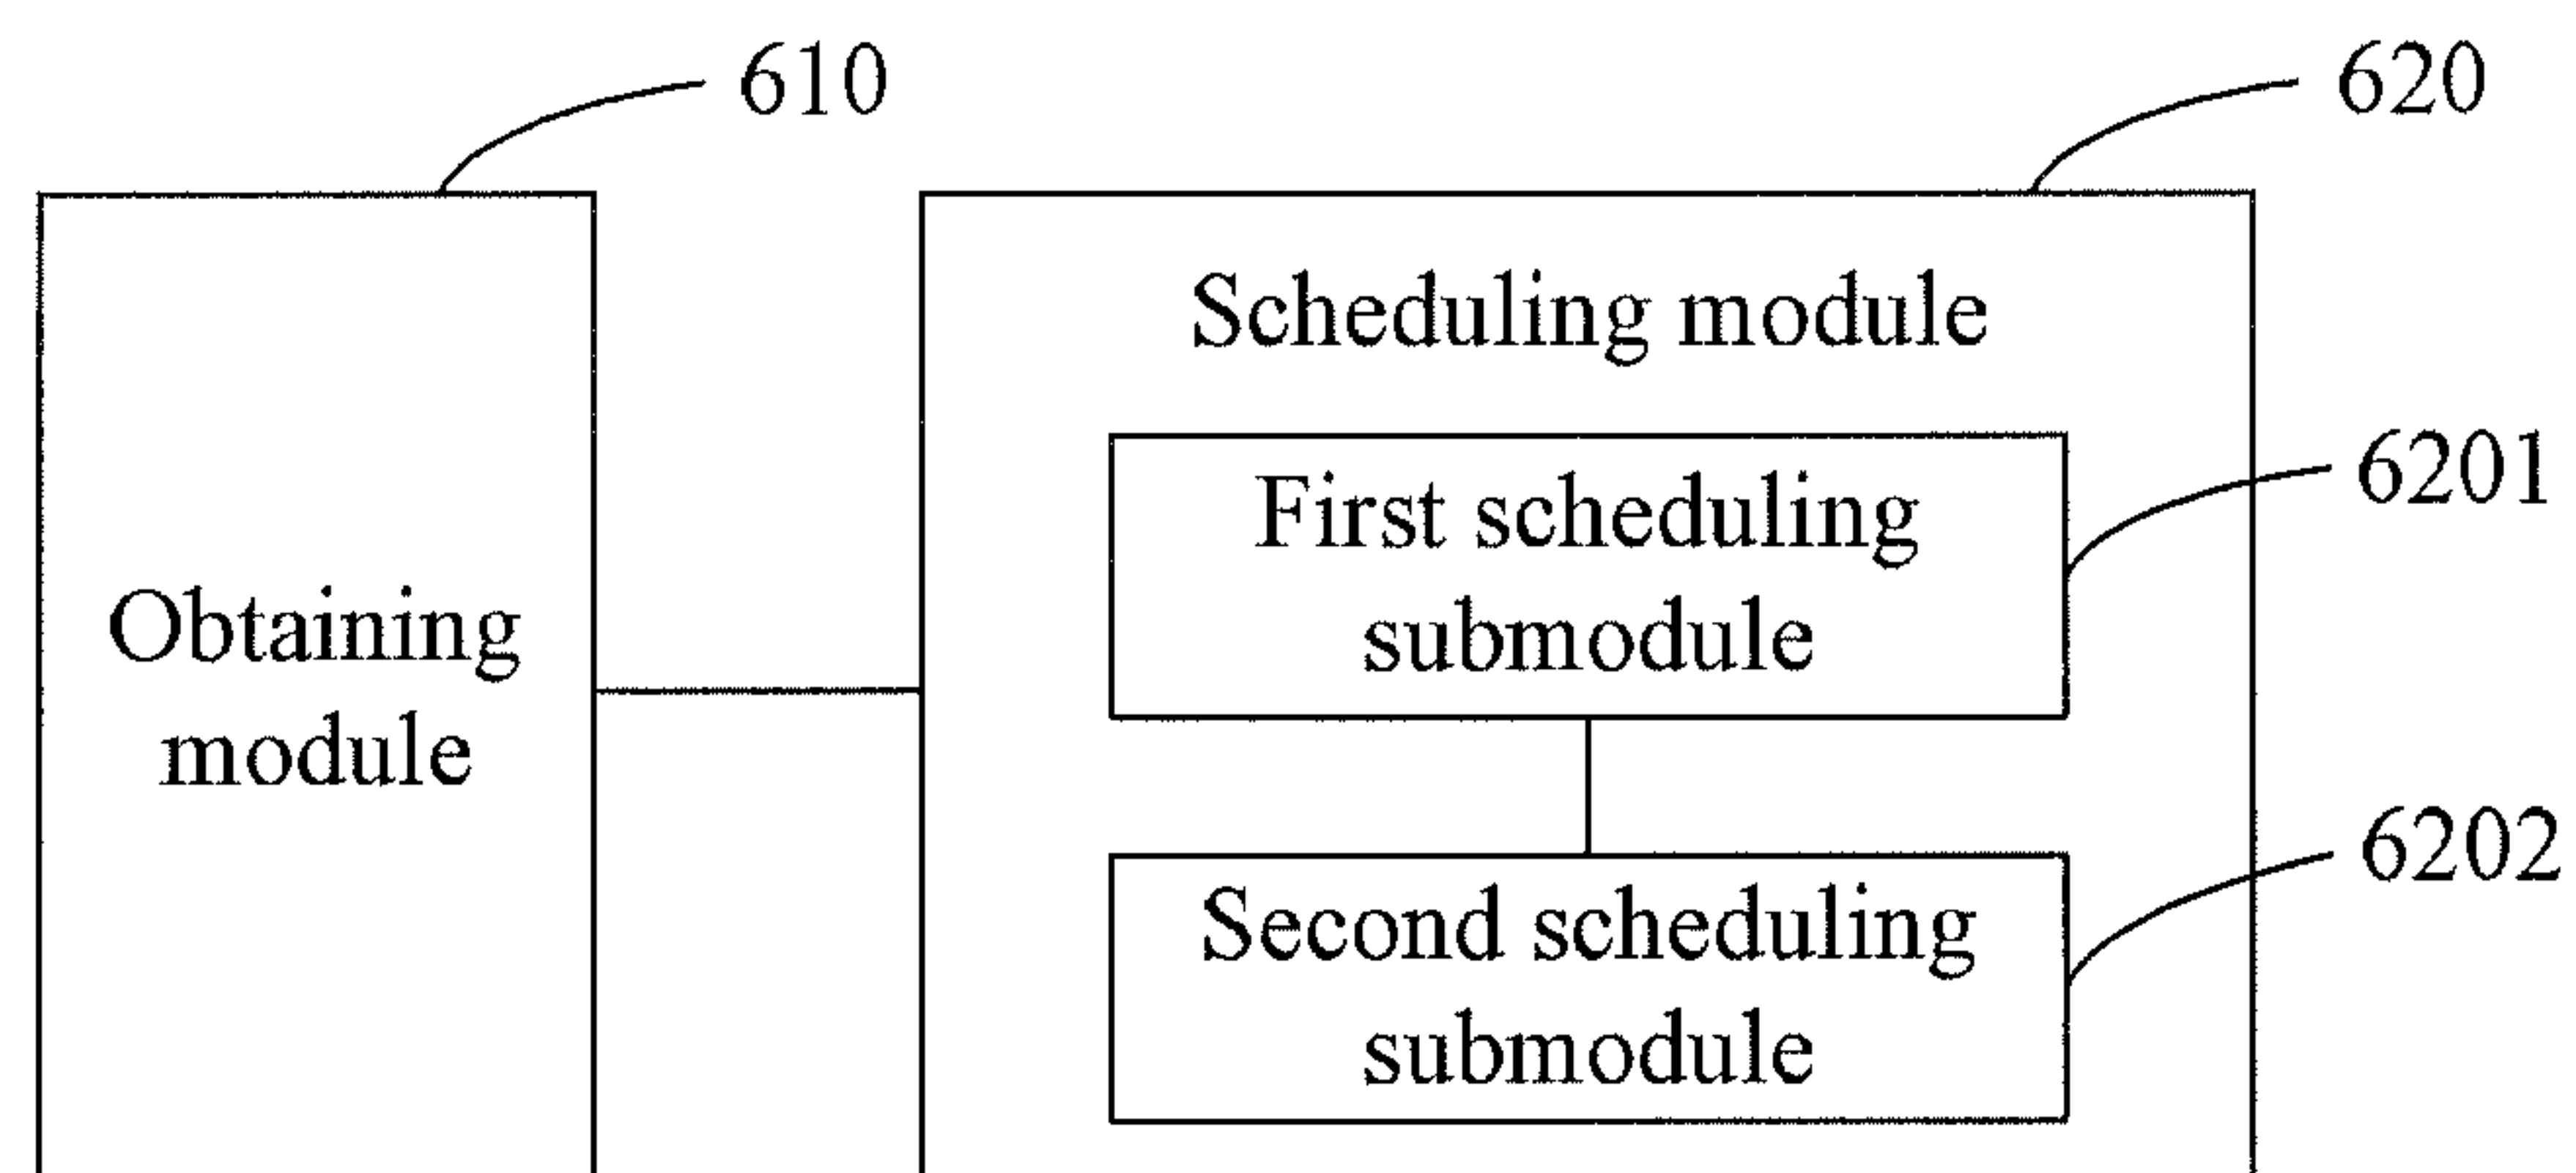 610
620
Scheduling module
First scheduling
submodule
6201
Obtaining
module
Second scheduling
submodule
6202